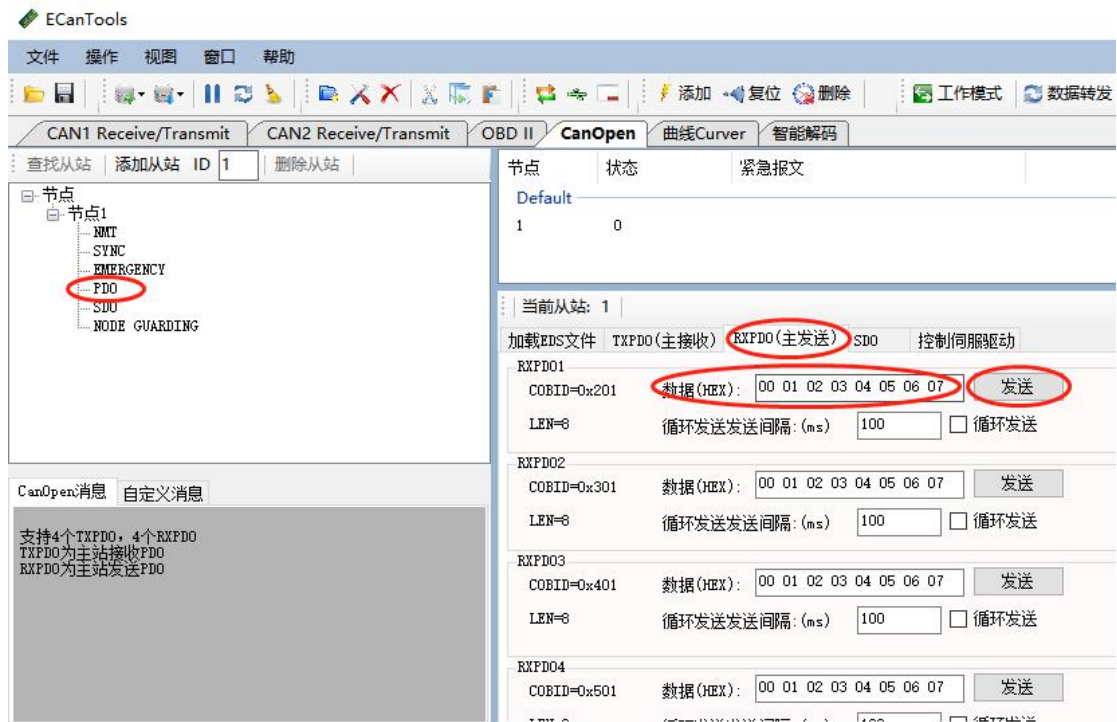 ECanTools
文件 操作 视图 窗口 帮助
添加 复位 删除 工作模式 数据转发
CAN1 Receive/Transmit CAN2 Receive/Transmit OBD II CanOpen 曲线Curver 智能解码
查找从站 添加从站 ID 1 删除从站
节点
节点1
NMT
SYNC
EMERGENCY
PDO
SDO
NODE GUARDING
CanOpen消息 自定义消息
支持4个TXPDO，4个RXPDO
TXPDO为主站接收PDO
RXPDO为主站发送PDO
节点 状态 紧急报文
Default
1 0
当前从站: 1
加载EDS文件 TXPDO(主接收) RXPDO(主发送) SDO 控制伺服驱动
RXPDO1
COBID=0x201 数据(HEX): 00 01 02 03 04 05 06 07 发送
LEN=8 循环发送发送间隔:(ms) 100 循环发送
RXPDO2
COBID=0x301 数据(HEX): 00 01 02 03 04 05 06 07 发送
LEN=8 循环发送发送间隔:(ms) 100 循环发送
RXPDO3
COBID=0x401 数据(HEX): 00 01 02 03 04 05 06 07 发送
LEN=8 循环发送发送间隔:(ms) 100 循环发送
RXPDO4
COBID=0x501 数据(HEX): 00 01 02 03 04 05 06 07 发送